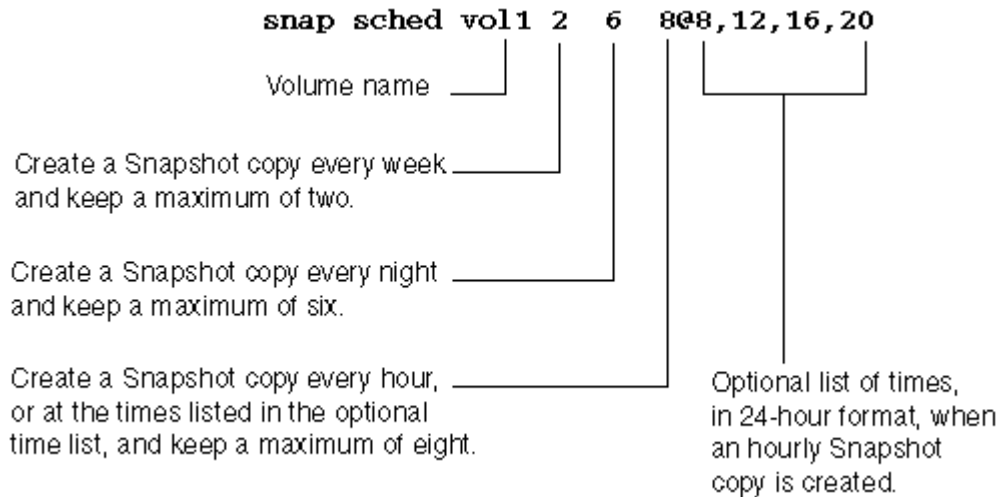 snap sched vol1 2 6 8@8,12,16,20
Volume name
Create a Snapshot copy every week
and keep a maximum of two.
Create a Snapshot copy every night
and keep a maximum of six.
Create a Snapshot copy every hour,
or at the times listed in the optional
time list, and keep a maximum of eight.
Optional list of times,
in 24-hour format, when
an hourly Snapshot
copy is created.